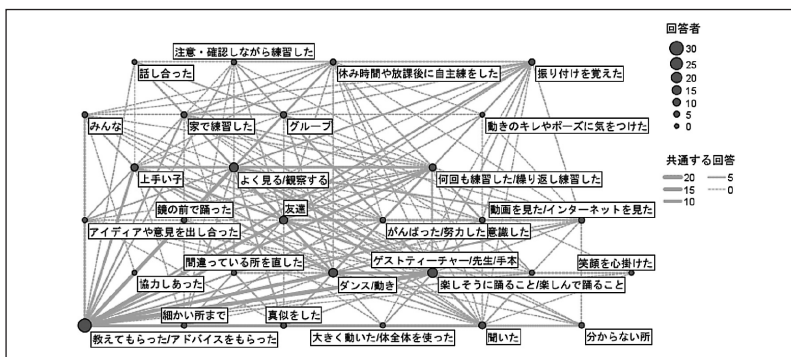 注意・確認しながら練習した
話し合った
休み時間や放課後に自主練をした
振り付けを覚えた
みんな
家で練習した
グループ
動きのキレやポーズに気をつけた
上手い子
よく見る/観察する
何回も練習した/繰り返し練習した
鏡の前で踊った
友達
動画を見た/インターネットを見た
アイディアや意見を出し合った
がんばった/努力した
意識した
間違っている所を直した
ゲストティーチャー/先生/手本
笑顔を心掛けた
協力しあった
ダンス/動き
楽しそうに踊ること/楽しんで踊ること
細かい所まで
真似をした
教えてもらった/アドバイスをもらった
大きく動いた/体全体を使った
聞いた
分からない所
回答者
30
25
20
15
10
5
0
共通する回答
20 5
15 0
10